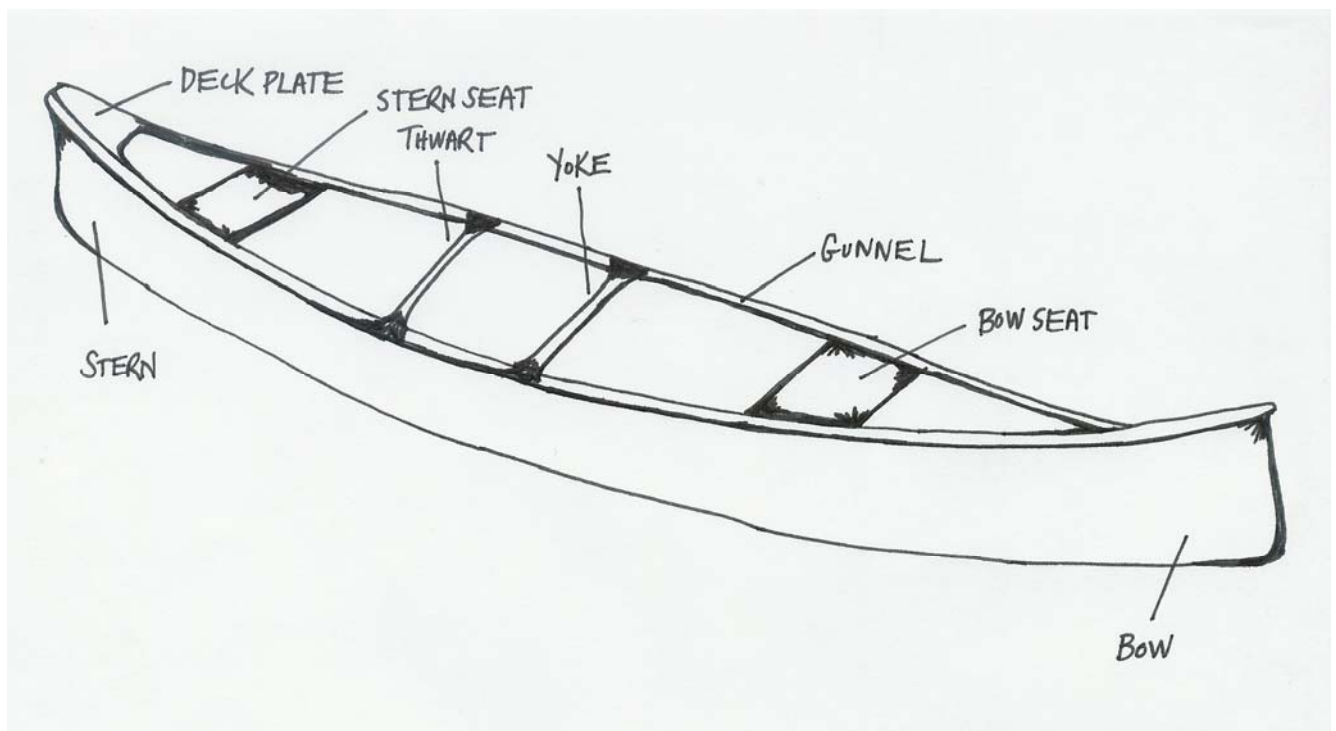 DECK PLATE
STERN SEAT
THWART
YOKE
GUNNEL
BOW SEAT
STERN
BOW